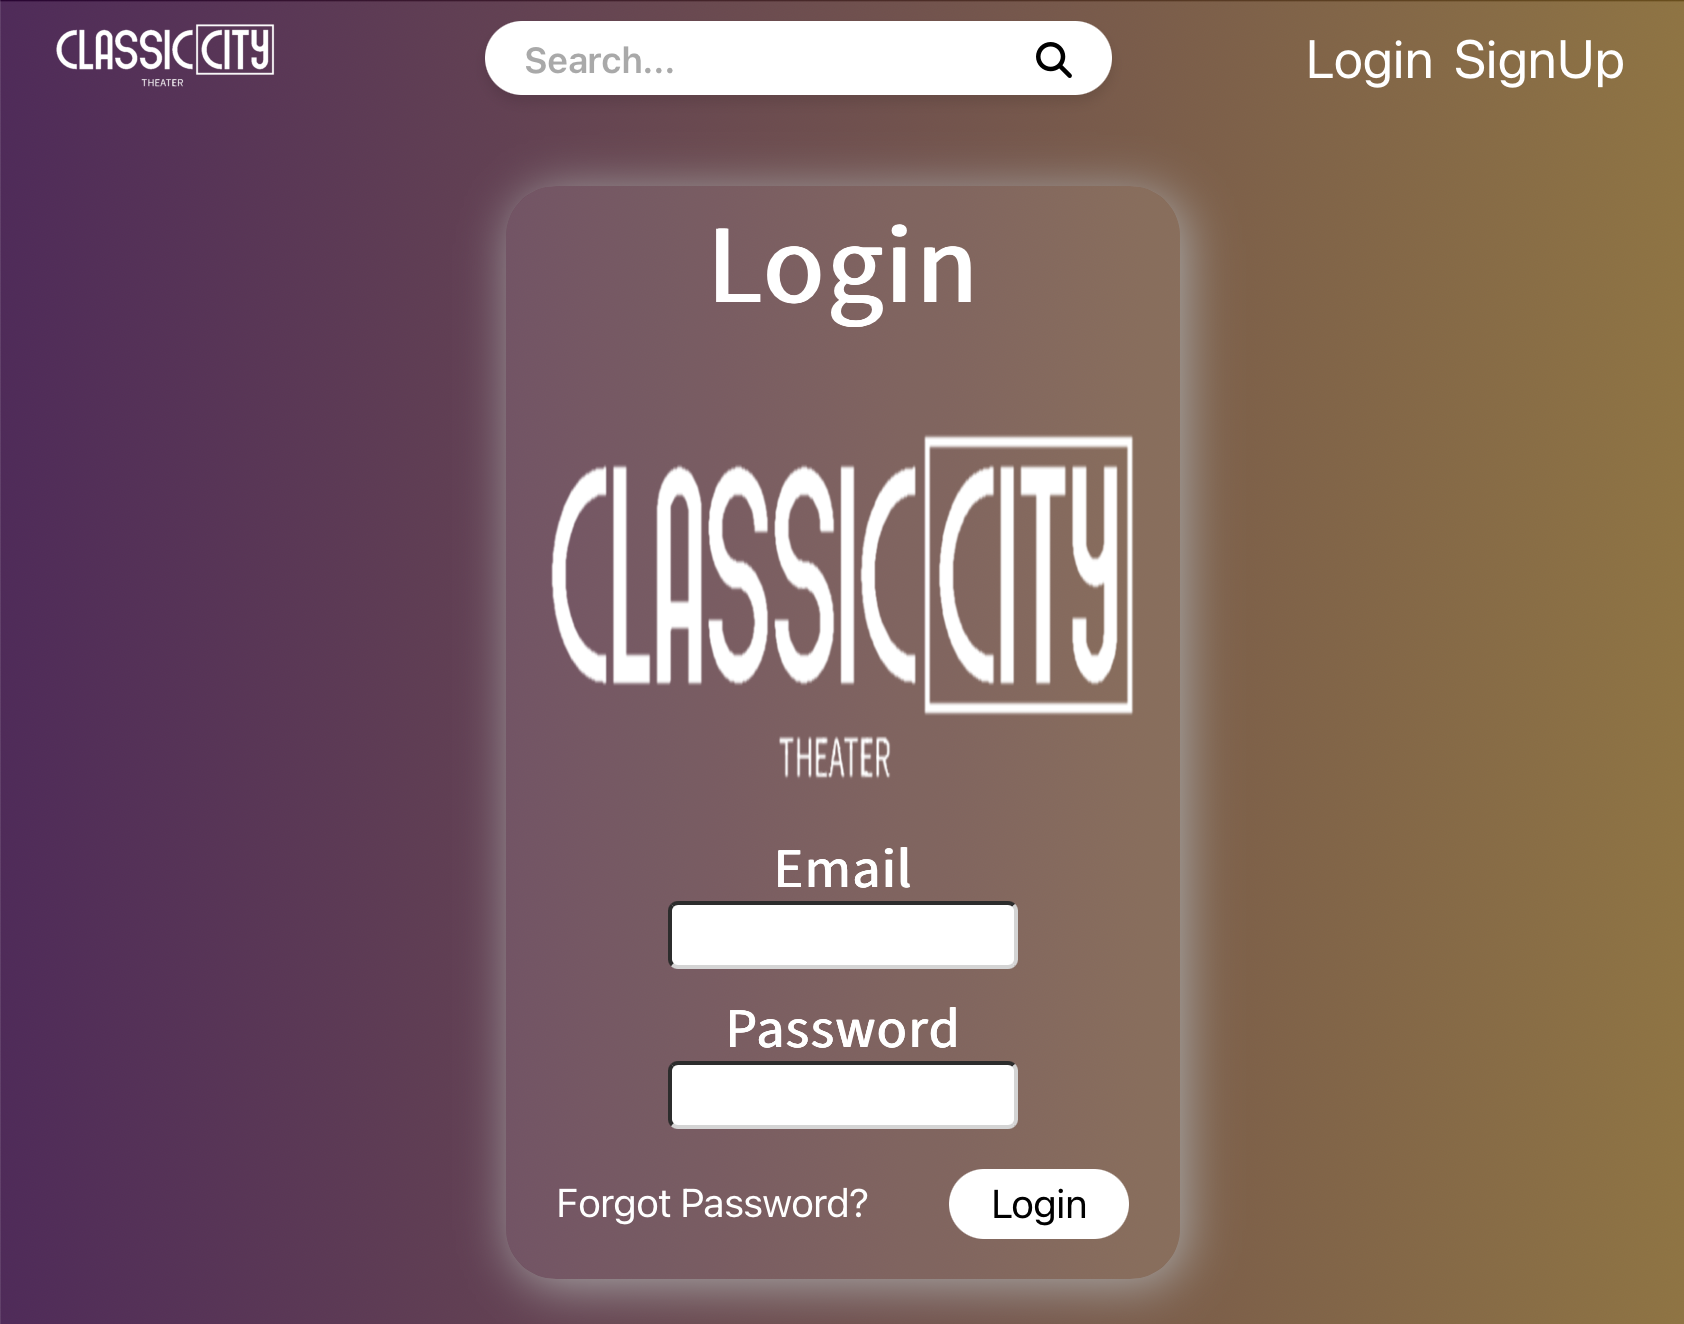 CLASSIC CITY
THEATER
Search...
Login SignUp
Login
CLASSIC CITY
THEATER
Email
Password
Forgot Password?
Login